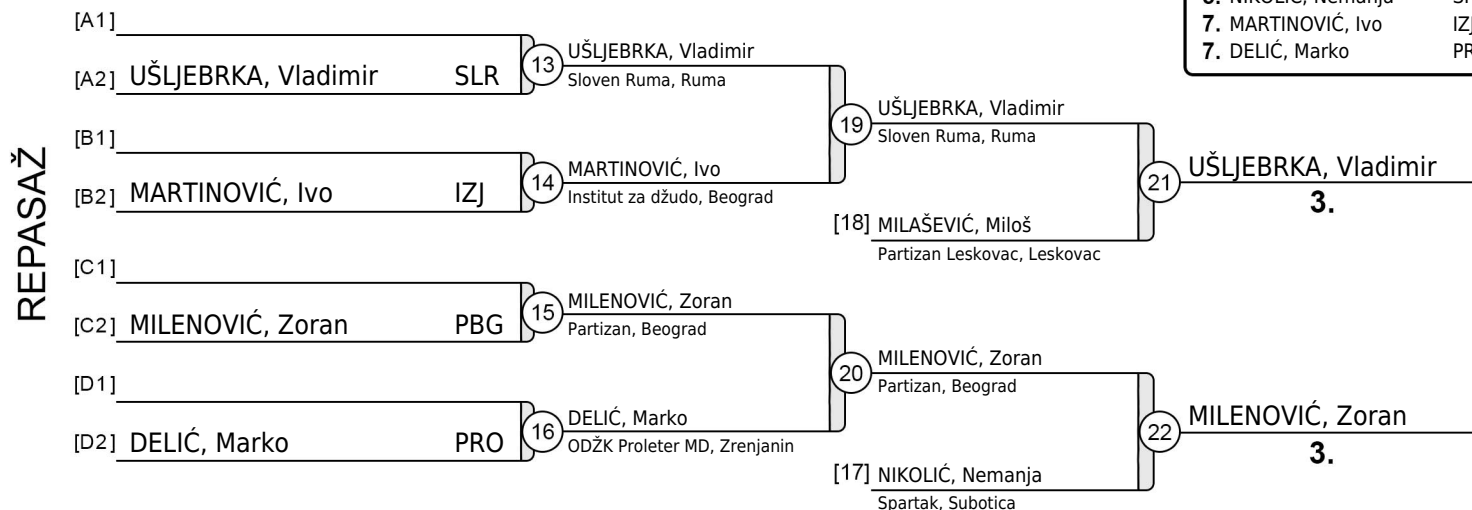 REPASAŽ
[A1]
[A2] UŠLJEBRKA, Vladimir SLR
[B1]
[B2] MARTINOVIĆ, Ivo IZJ
[C1]
[C2] MILENOVIĆ, Zoran PBG
[D1]
[D2] DELIĆ, Marko PRO
13
UŠLJEBRKA, Vladimir
Sloven Ruma, Ruma
14
MARTINOVIĆ, Ivo
Institut za džudo, Beograd
15
MILENOVIĆ, Zoran
Partizan, Beograd
16
DELIĆ, Marko
ODŽK Proleter MD, Zrenjanin
19
UŠLJEBRKA, Vladimir
Sloven Ruma, Ruma
[18] MILAŠEVIĆ, Miloš
Partizan Leskovac, Leskovac
20
MILENOVIĆ, Zoran
Partizan, Beograd
[17] NIKOLIĆ, Nemanja
Spartak, Subotica
21
UŠLJEBRKA, Vladimir
3.
22
MILENOVIĆ, Zoran
3.
NIKOLIĆ, Nemanja
7. MARTINOVIĆ, Ivo IZJ
7. DELIĆ, Marko PR